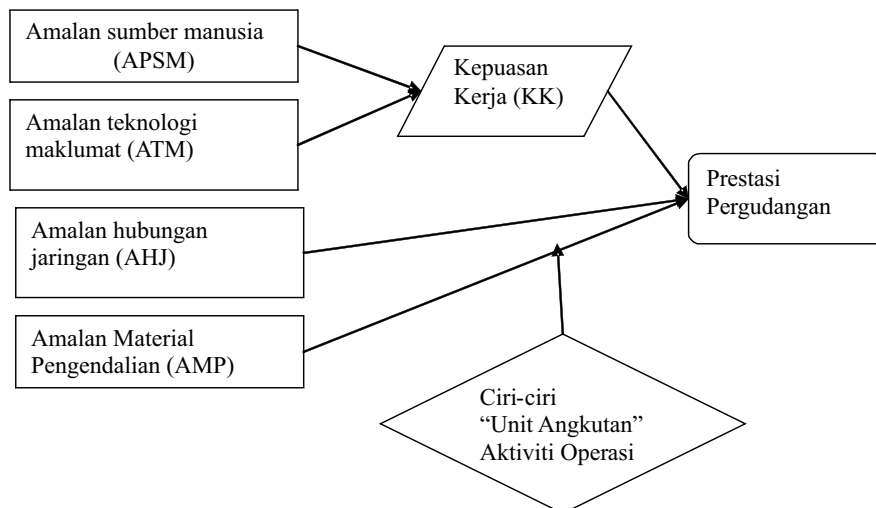 Amalan sumber manusia
(APSM)
Amalan teknologi
maklumat (ATM)
Amalan hubungan
jaringan (AHJ)
Amalan Material
Pengendalian (AMP)
Kepuasan
Kerja (KK)
Prestasi
Pergudangan
Ciri-ciri
“Unit Angkutan”
Aktiviti Operasi